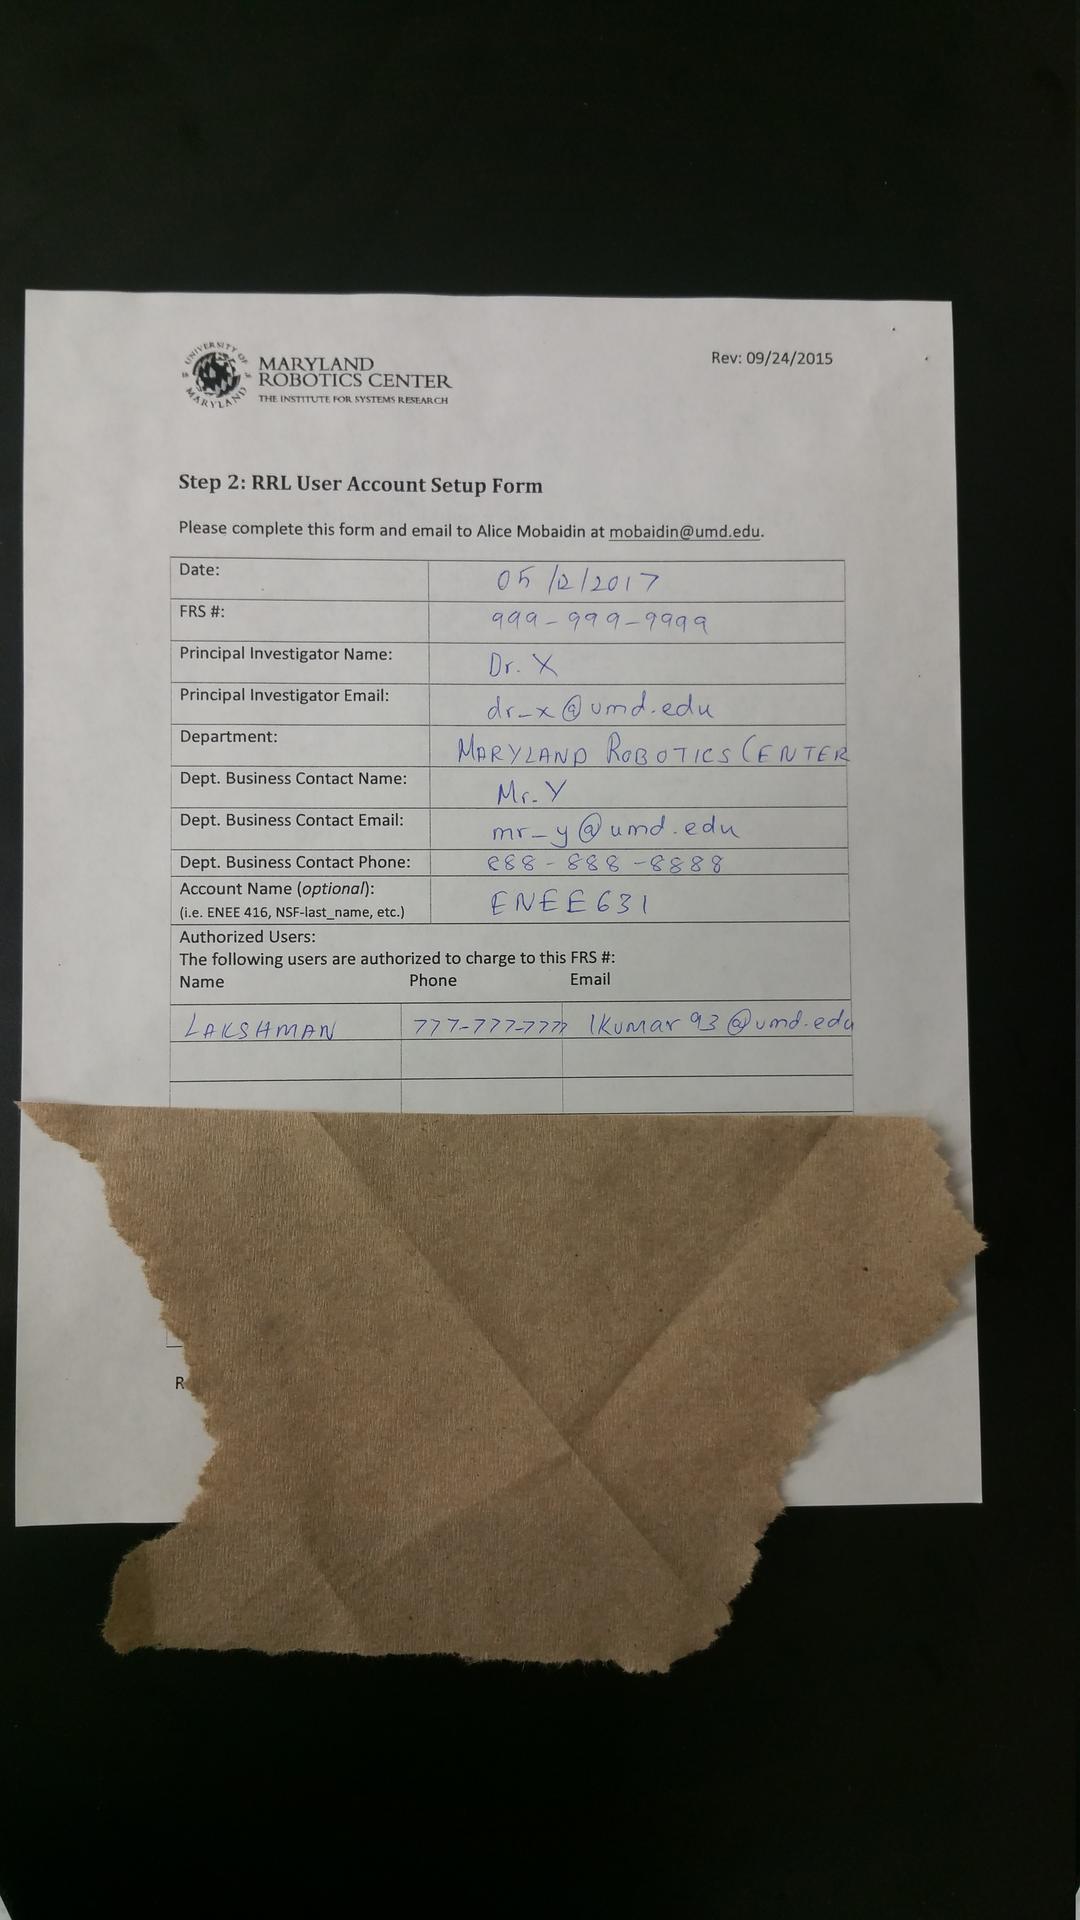 UNIVERSITY OF MARYLAND
MARYLAND
ROBOTICS CENTER
THE INSTITUTE FOR SYSTEMS RESEARCH
Rev: 09/24/2015
Step 2: RRL User Account Setup Form
Please complete this form and email to Alice Mobaidin at mobaidin@umd.edu.
Date: 05/12/2017
FRS #: 999-999-9999
Principal Investigator Name: Dr. X
Principal Investigator Email: dr_x@umd.edu
Department: MARYLAND ROBOTICS CENTER
Dept. Business Contact Name: Mr. Y
Dept. Business Contact Email: mr_y@umd.edu
Dept. Business Contact Phone: 888-888-8888
Account Name (optional): ENEE631
(i.e. ENEE 416, NSF-last_name, etc.)
Authorized Users:
The following users are authorized to charge to this FRS #:
Name Phone Email
LAKSHMAN 777-777-7777 lkumar93@umd.edu
R